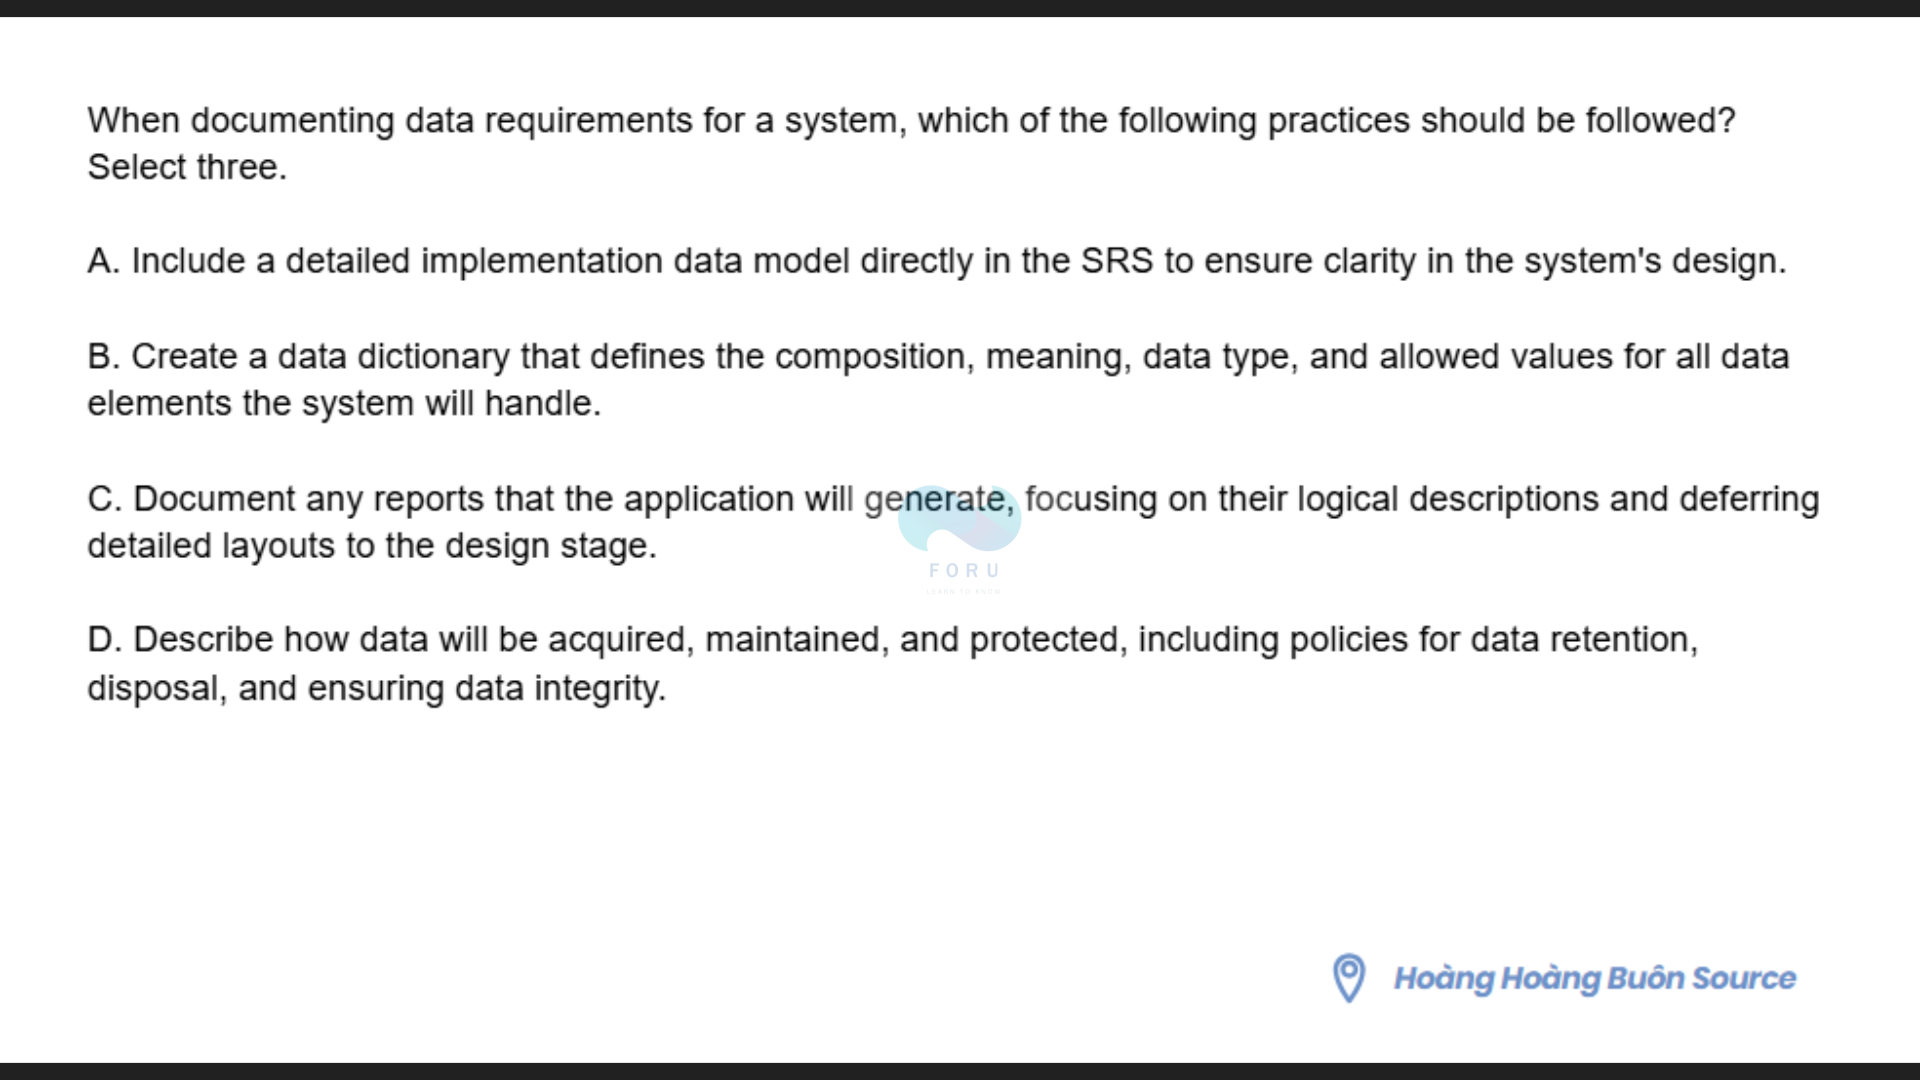 When documenting data requirements for a system, which of the following practices should be followed?
Select three.
A. Include a detailed implementation data model directly in the SRS to ensure clarity in the system's design.
B. Create a data dictionary that defines the composition, meaning, data type, and allowed values for all data
elements the system will handle.
C. Document any reports that the application will generate, focusing on their logical descriptions and deferring
detailed layouts to the design stage.
FORU
LEARN TO KNOW
D. Describe how data will be acquired, maintained, and protected, including policies for data retention,
disposal, and ensuring data integrity.
Hoàng Hoàng Buôn Source